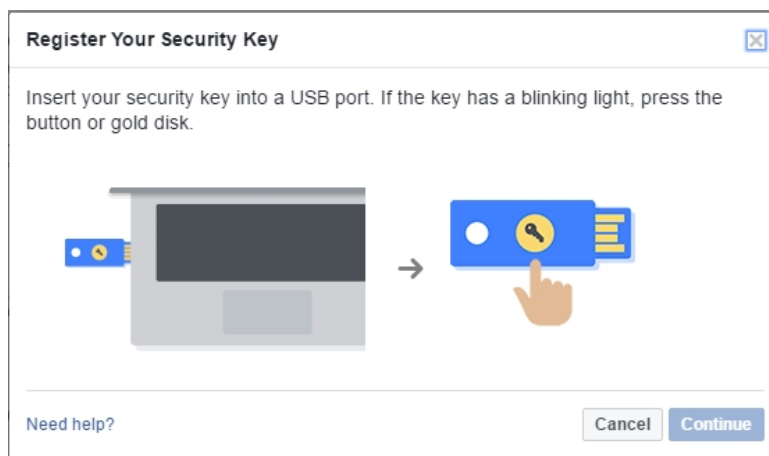 Register Your Security Key
Insert your security key into a USB port. If the key has a blinking light, press the
button or gold disk.
Need help?
Cancel
Continue